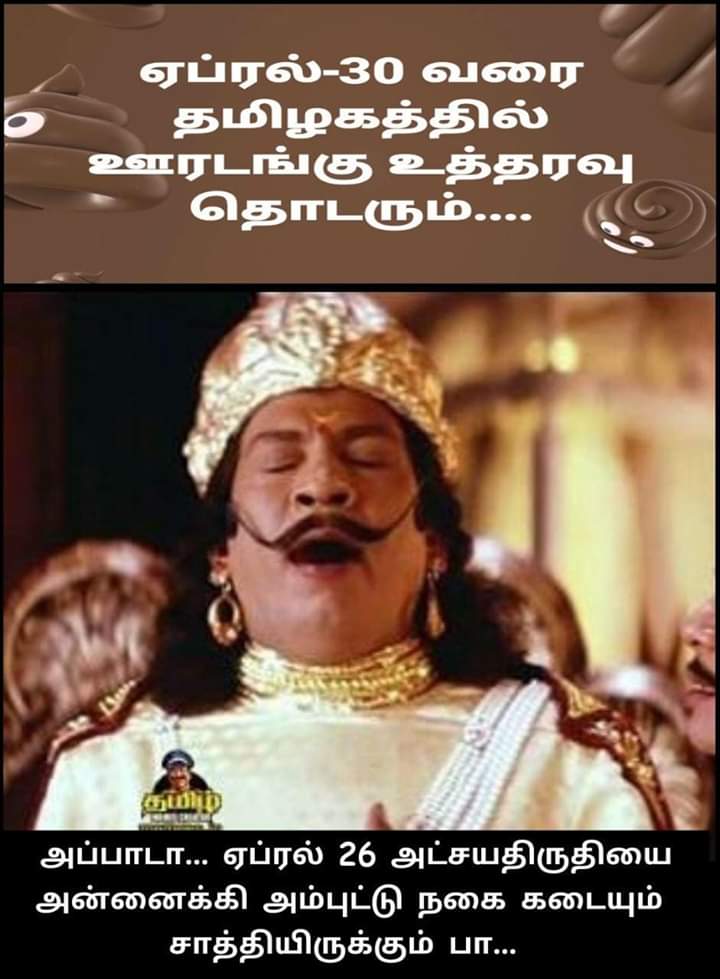 ஏப்ரல்-30 வரை
தமிழகத்தில்
ஊரடங்கு உத்தரவு
தொடரும்....
தமிழ்
அப்பாடா... ஏப்ரல் 26 அட்சயதிருதியை
அன்னைக்கி அம்புட்டு நகை கடையும்
சாத்தியிருக்கும் பா...